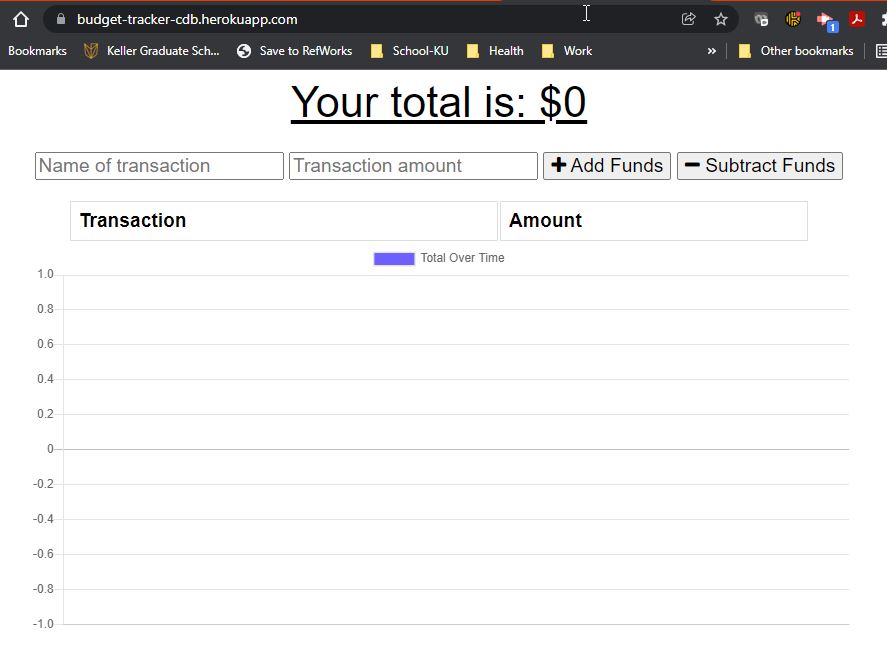 budget-tracker-cdb.herokuapp.com
1
Bookmarks Keller Graduate Sch... Save to RefWorks School-KU Health Work » Other bookmarks
Your total is: $0
Name of transaction Transaction amount Add Funds Subtract Funds
Transaction Amount
Total Over Time
1.0
0.8
0.6
0.4
0.2
0
-0.2
-0.4
-0.6
-0.8
-1.0